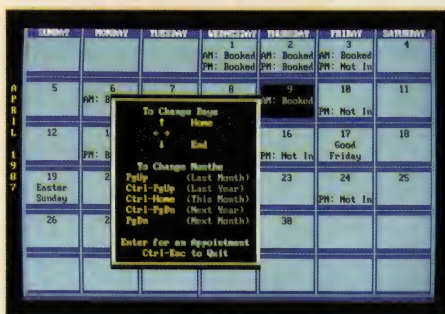 SUNDAY MONDAY TUESDAY WEDNESDAY THURSDAY FRIDAY SATURDAY
1 2 3 4
AM: Booked AM: Booked AM: Booked
PM: Booked PM: Booked PM: Not In
APRIL 1987
5 6 7 8 9 10 11
AM: B AM: Booked
PM: Not In
12 1 16 17 18
Good
PM: B PM: Not In Friday
19 2 23 24 25
Easter
Sunday PM: Not In
26 2 30
To Change Days
↑ Home
← →
↓ End
To Change Months
PgUp (Last Month)
Ctrl-PgUp (Last Year)
Ctrl-Home (This Month)
Ctrl-PgDn (Next Year)
PgDn (Next Month)
Enter for an Appointment
Ctrl-Esc to Quit